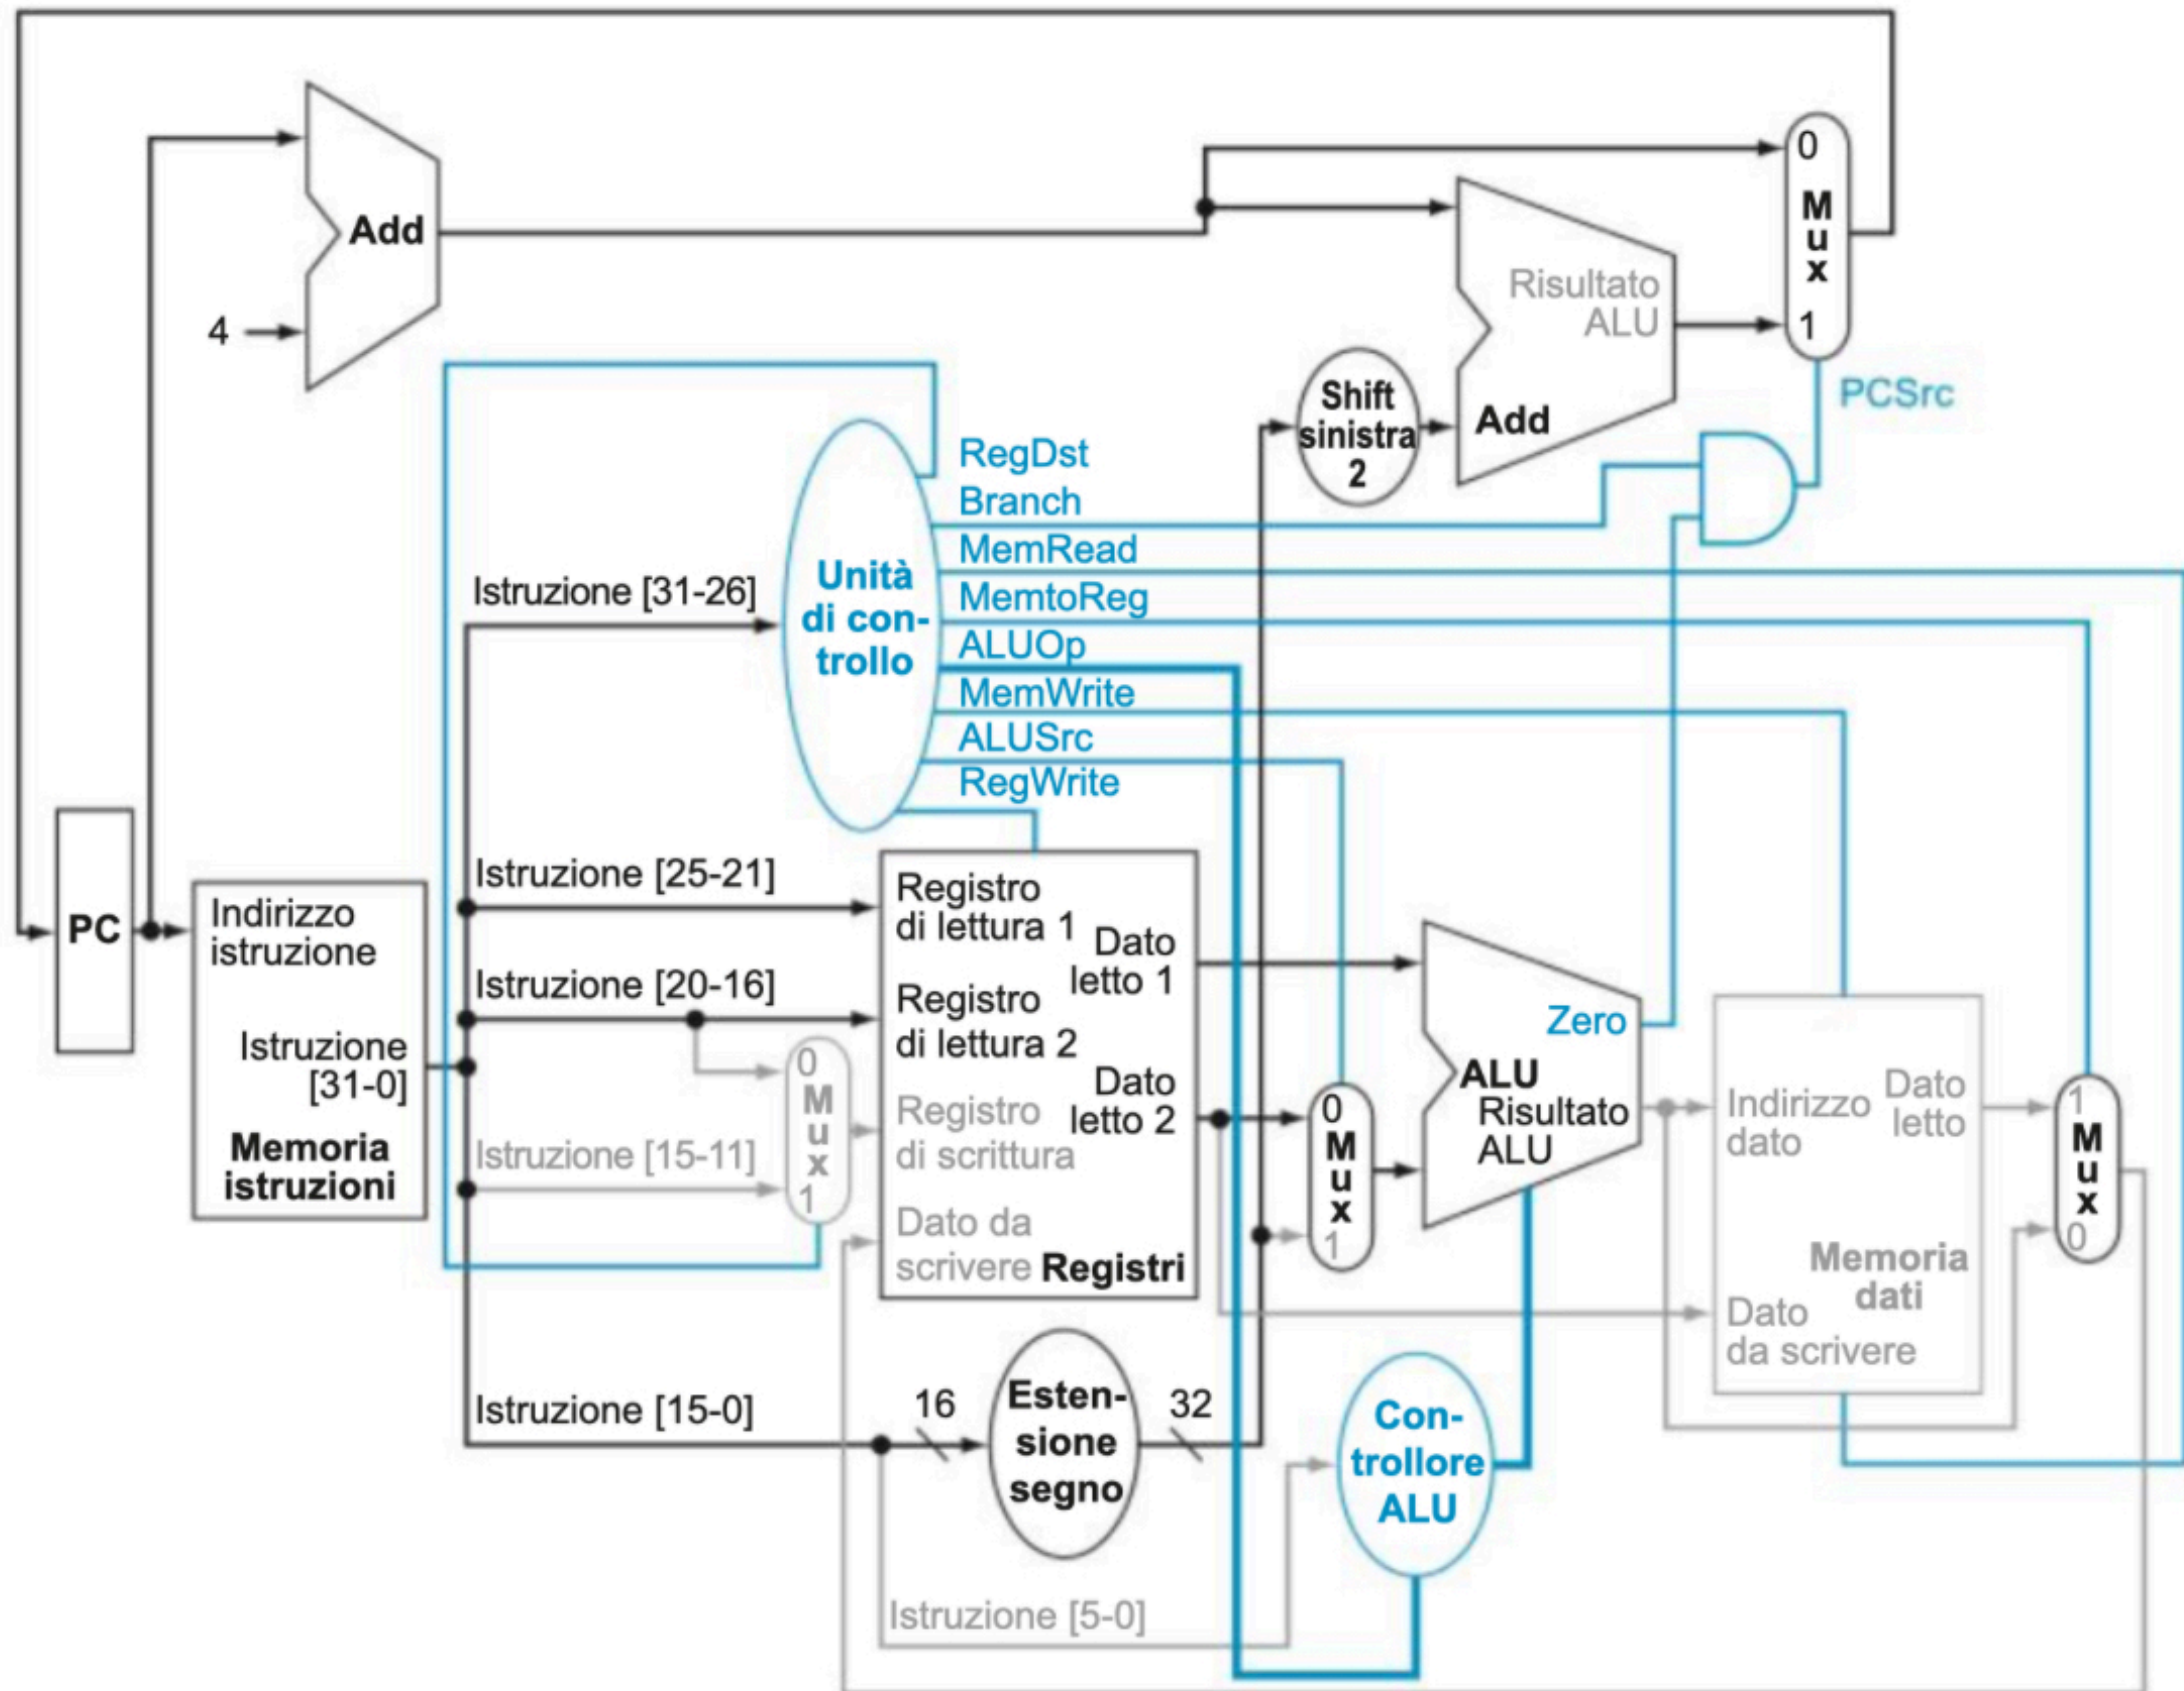 0
M
u
x
1
Add
4
Risultato
ALU
Add
Shift
sinistra
2
PCSrc
RegDst
Branch
MemRead
MemtoReg
ALUOp
MemWrite
ALUSrc
RegWrite
Unità
di con-
trollo
Istruzione [31-26]
Istruzione [25-21]
Istruzione [20-16]
Istruzione [15-11]
Istruzione [15-0]
Istruzione [5-0]
PC
Indirizzo
istruzione
Istruzione
[31-0]
Memoria
istruzioni
0
M
u
x
1
Registro
di lettura 1
Registro
di lettura 2
Registro
di scrittura
Dato da
scrivere
Registri
Dato
letto 1
Dato
letto 2
0
M
u
x
1
Zero
ALU
Risultato
ALU
Indirizzo
dato
Dato
letto
Memoria
dati
Dato
da scrivere
1
M
u
x
0
16
Esten-
sione
segno
32
Con-
trollore
ALU